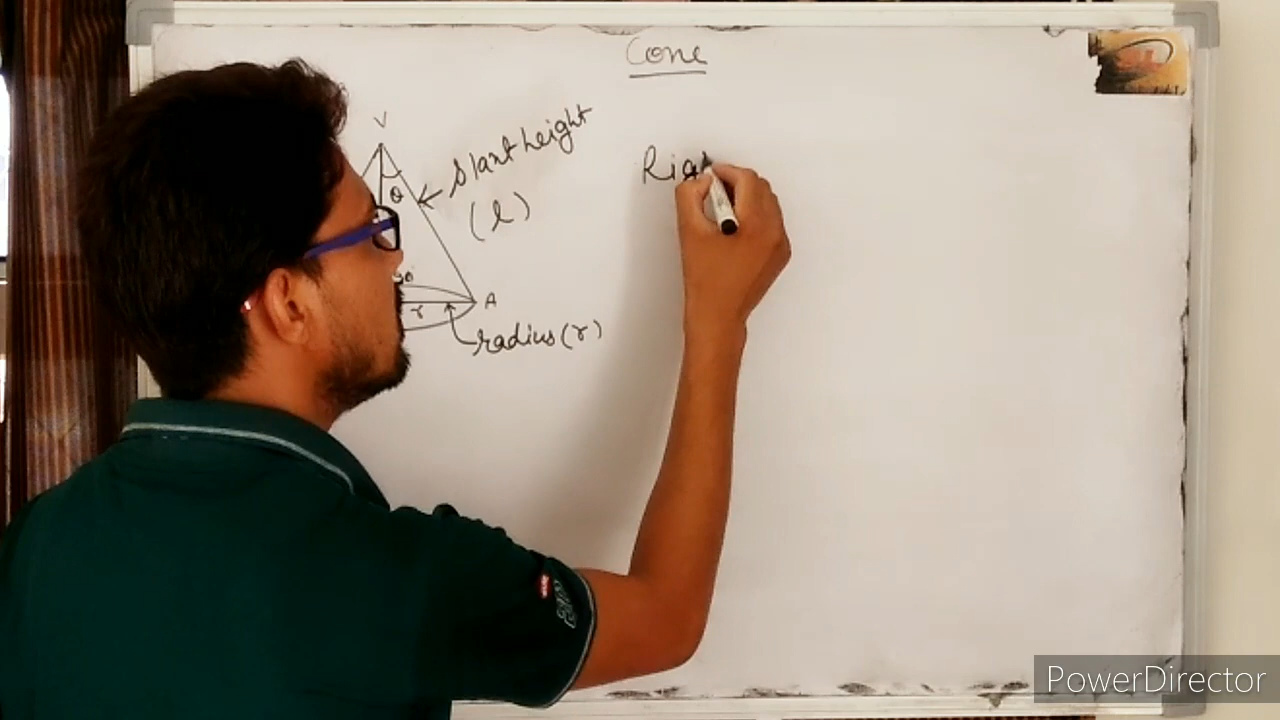 Cone
V
Slant height
(l)
θ
Rig
A
r
radius (r)
PowerDirector